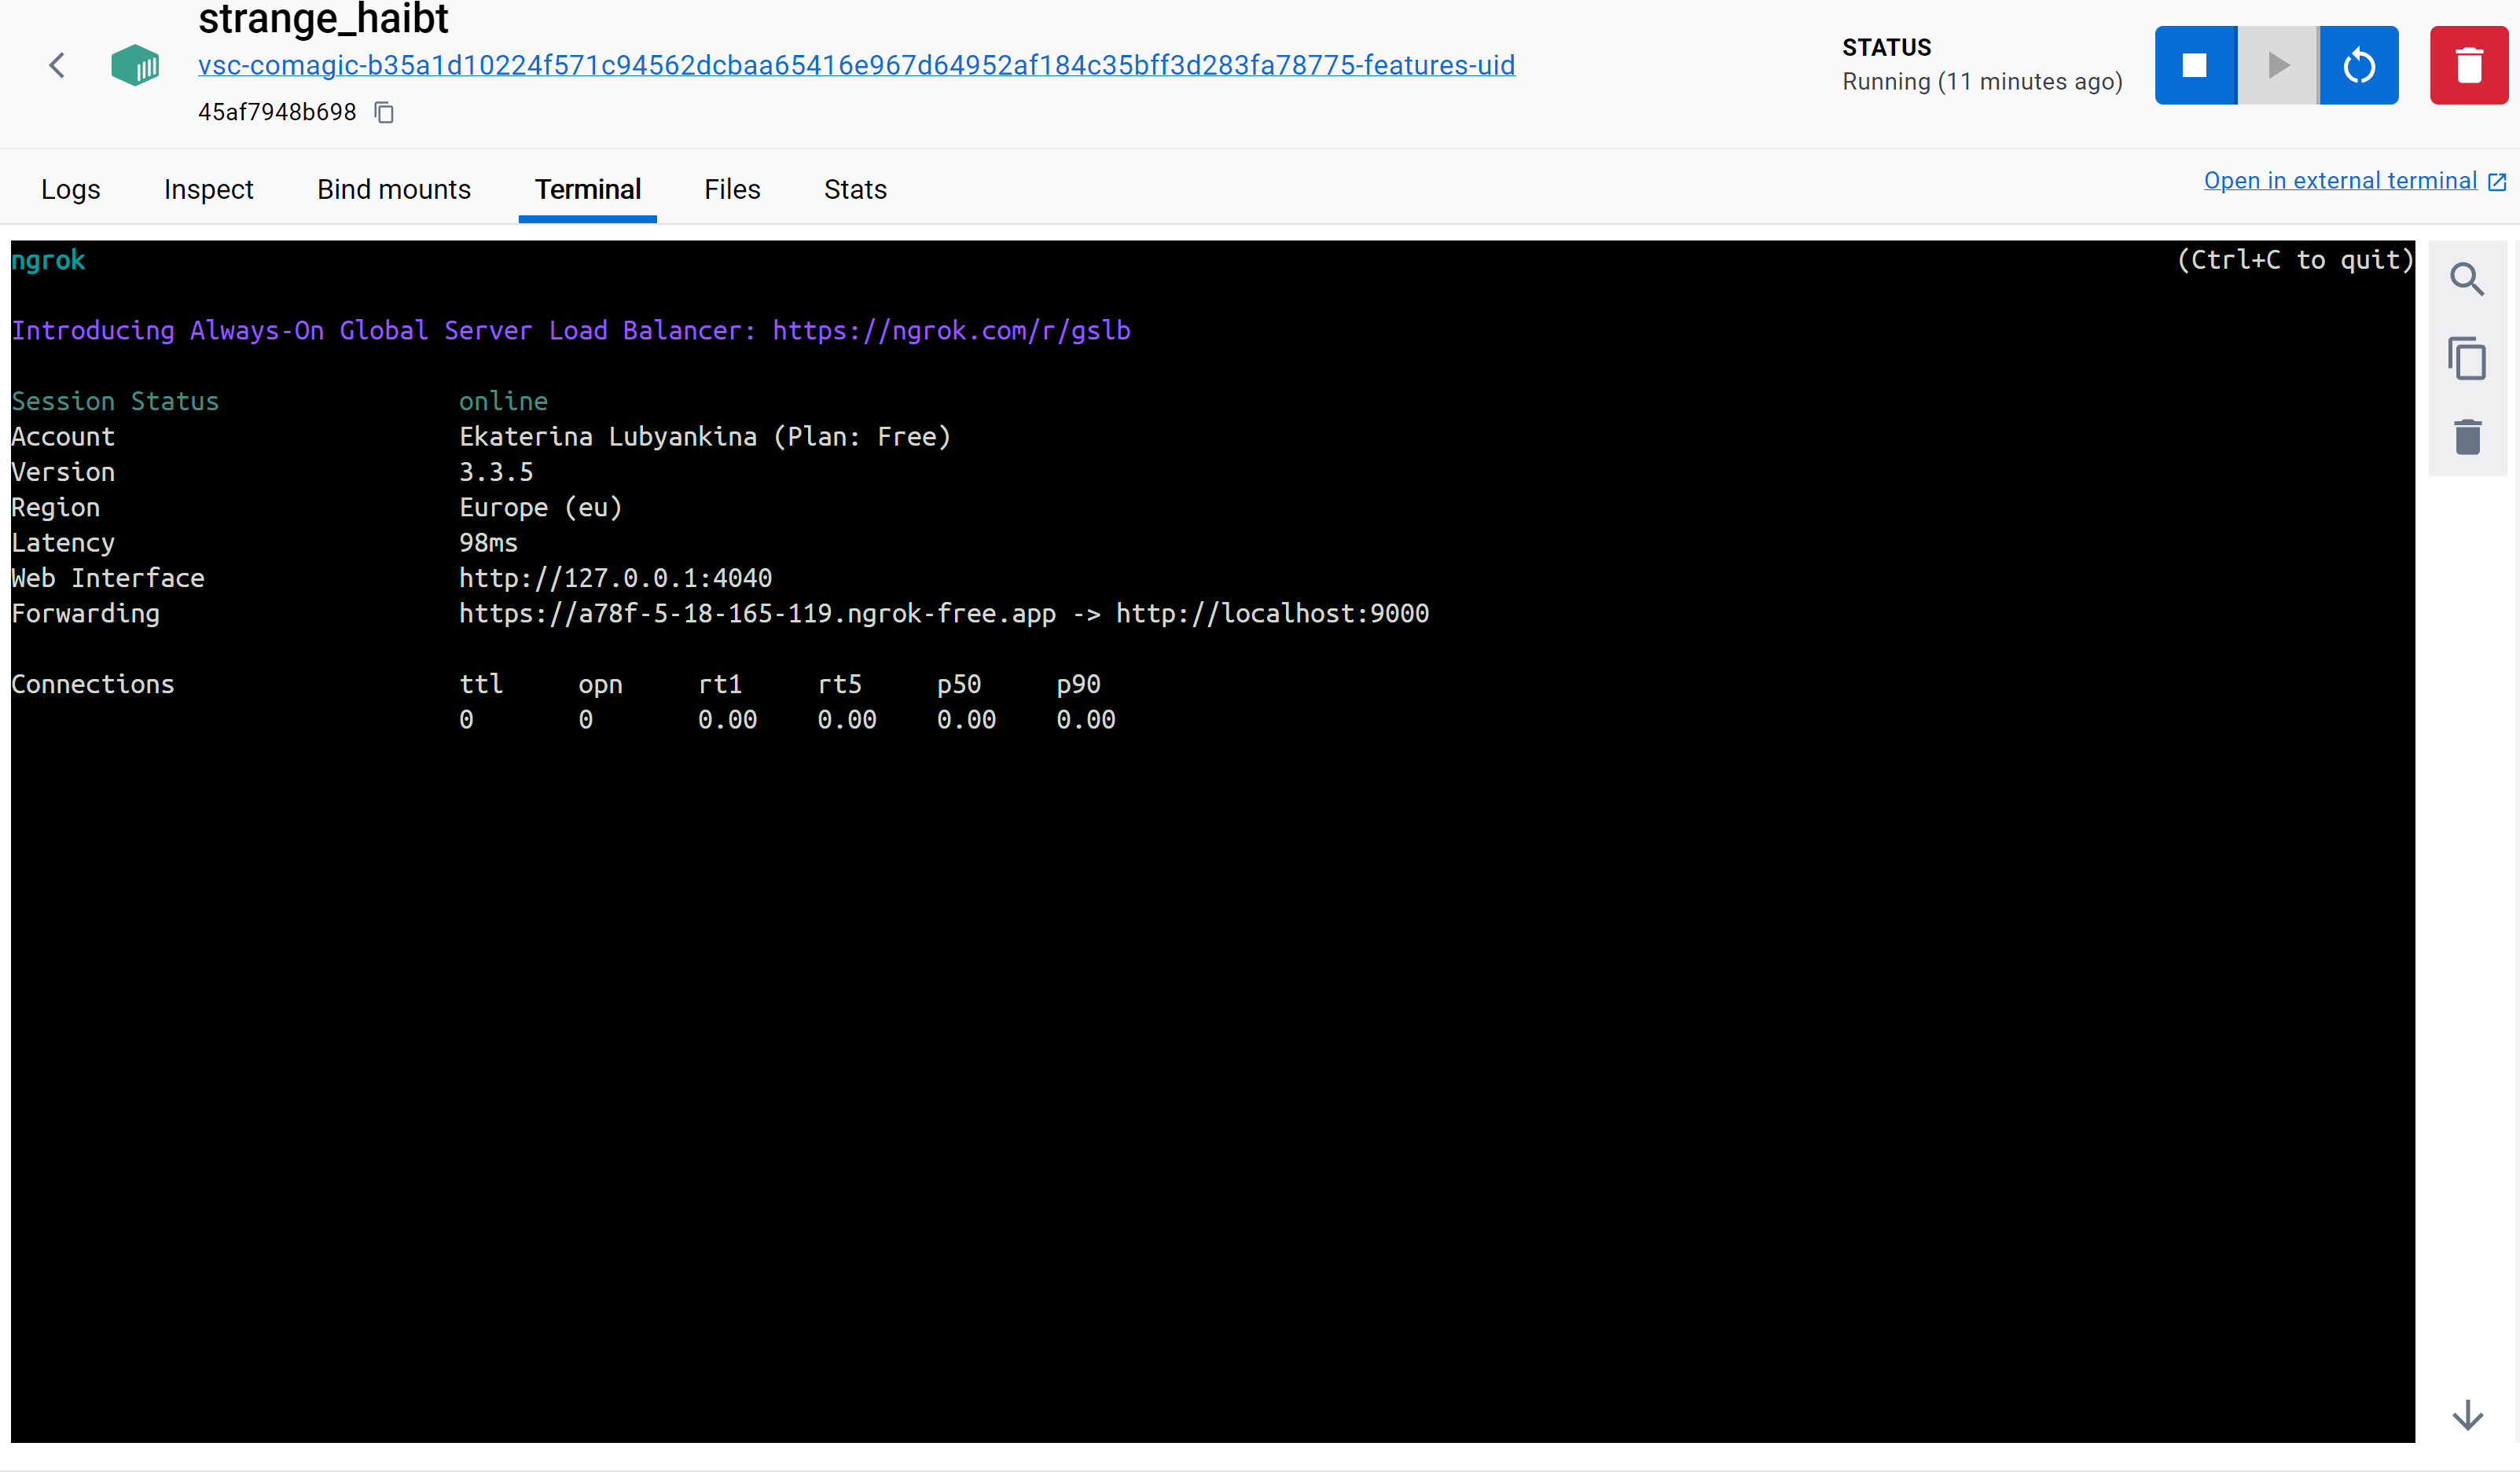 strange_haibt
vsc-comagic-b35a1d10224f571c94562dcbaa65416e967d64952af184c35bff3d283fa78775-features-uid
45af7948b698
STATUS
Running (11 minutes ago)
Logs Inspect Bind mounts Terminal Files Stats
Open in external terminal
ngrok (Ctrl+C to quit)
Introducing Always-On Global Server Load Balancer: https://ngrok.com/r/gslb
Session Status online
Account Ekaterina Lubyankina (Plan: Free)
Version 3.3.5
Region Europe (eu)
Latency 98ms
Web Interface http://127.0.0.1:4040
Forwarding https://a78f-5-18-165-119.ngrok-free.app -> http://localhost:9000
Connections ttl opn rt1 rt5 p50 p90
0 0 0.00 0.00 0.00 0.00